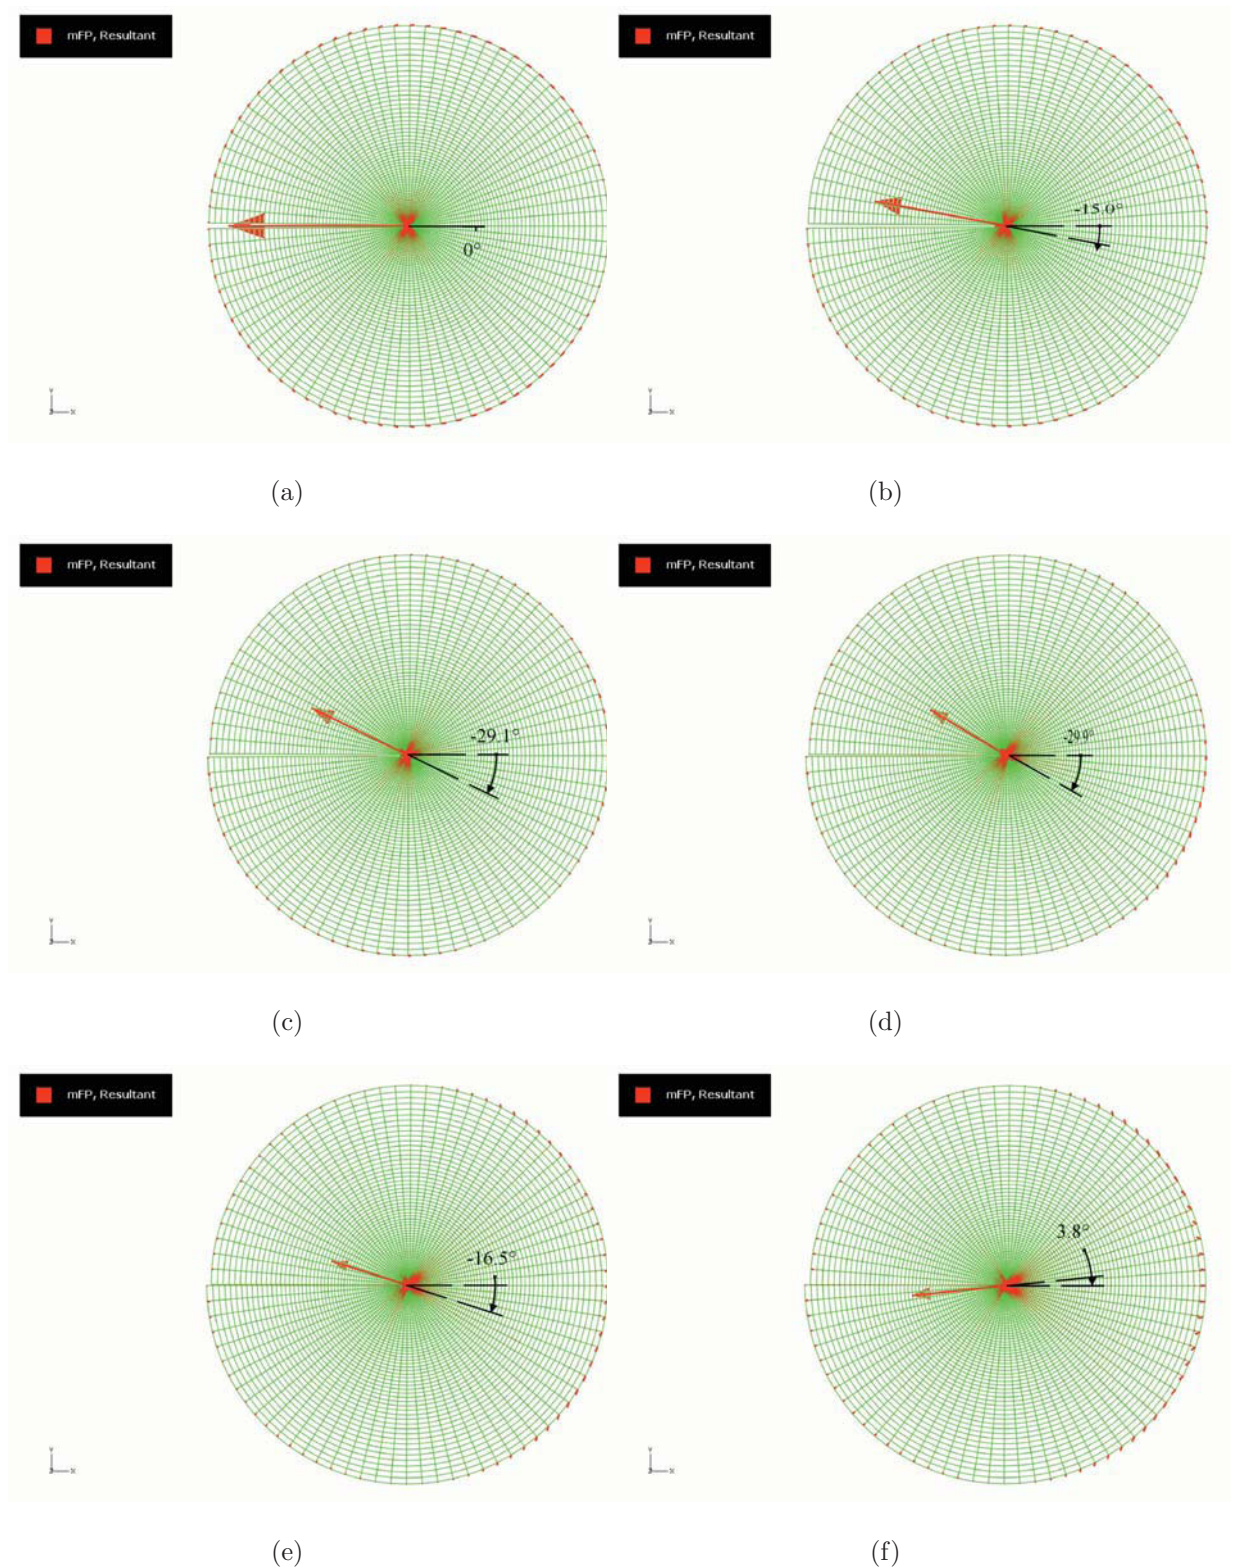 mFP, Resultant
mFP, Resultant
0°
-15.0°
Y
Z X
Y
Z X
(a)
(b)
mFP, Resultant
mFP, Resultant
-29.1°
Y
Z X
Y
Z X
(c)
(d)
mFP, Resultant
mFP, Resultant
-16.5°
3.8°
Y
Z X
Y
Z X
(e)
(f)